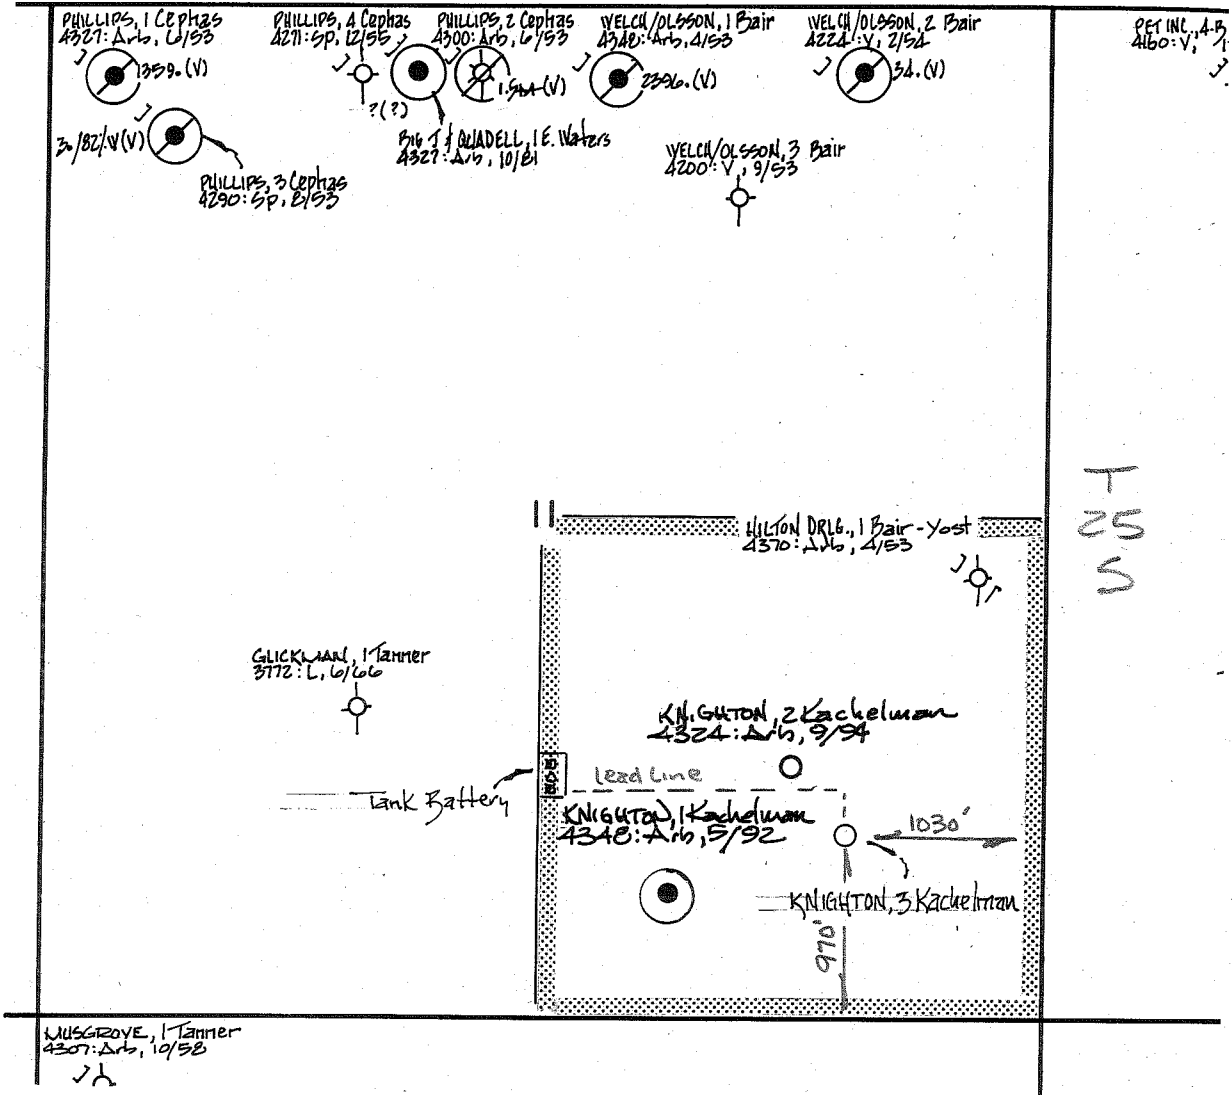 PHILLIPS, 1 Cephas
4327: Arb, 6/53
1359. (V)
PHILLIPS, 4 Cephas
4271: Sp, 12/55
?(?)
PHILLIPS, 2 Cephas
4300: Arb, 6/53
(V)
WELCH/OLSSON, 1 Bair
4348: Arb, 4/53
2396. (V)
WELCH/OLSSON, 2 Bair
4224: V, 2/54
34. (V)
PET INC., 4-B
4160: V,
30/82%W(V)
PHILLIPS, 3 Cephas
4290: Sp, 8/53
BIG T & QUADELL, 1 E. Waters
4327: Arb, 10/81
WELCH/OLSSON, 3 Bair
4200: V, 9/53
T
25
S
11
HILTON DRLG., 1 Bair-Yost
4370: Arb, 4/53
GLICKMAN, 1 Tanner
3772: L, 6/66
KNIGHTON, 2 Kachelman
4324: Arb, 9/94
Lead Line
Tank Battery
KNIGHTON, 1 Kachelman
4348: Arb, 5/92
1030'
KNIGHTON, 3 Kachelman
970'
MUSGROVE, 1 Tanner
4307: Arb, 10/58